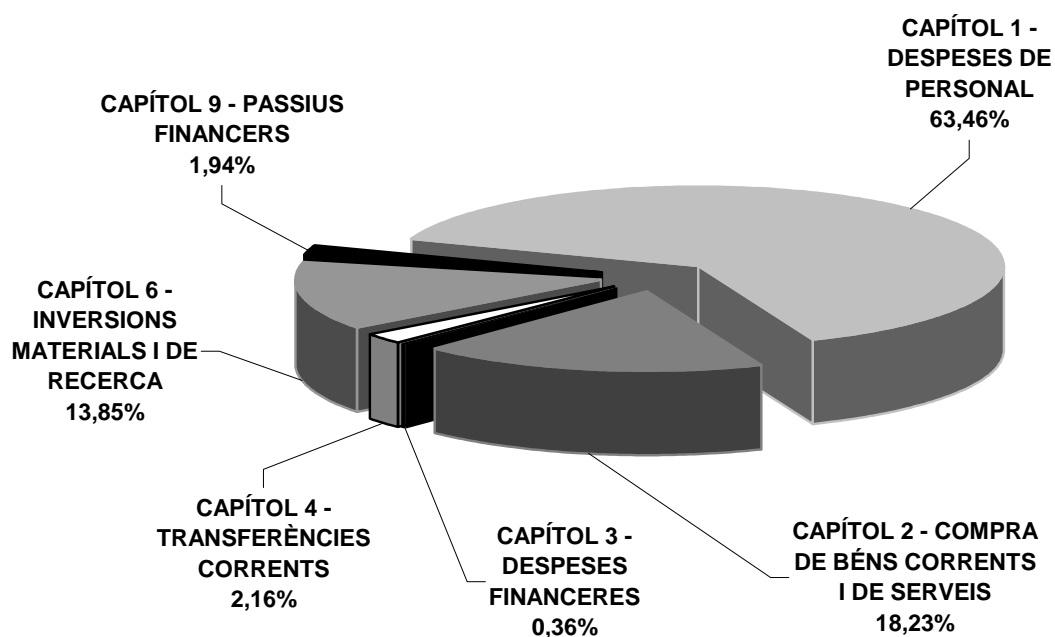 CAPÍTOL 1 -
DESPESES DE
PERSONAL
63,46%
CAPÍTOL 9 - PASSIUS
FINANCERS
1,94%
CAPÍTOL 6 -
INVERSIONS
MATERIALS I DE
RECERCA
13,85%
CAPÍTOL 4 -
TRANSFERÈNCIES
CORRENTS
2,16%
CAPÍTOL 3 -
DESPESES
FINANCERES
0,36%
CAPÍTOL 2 - COMPRA
DE BÉNS CORRENTS
I DE SERVEIS
18,23%